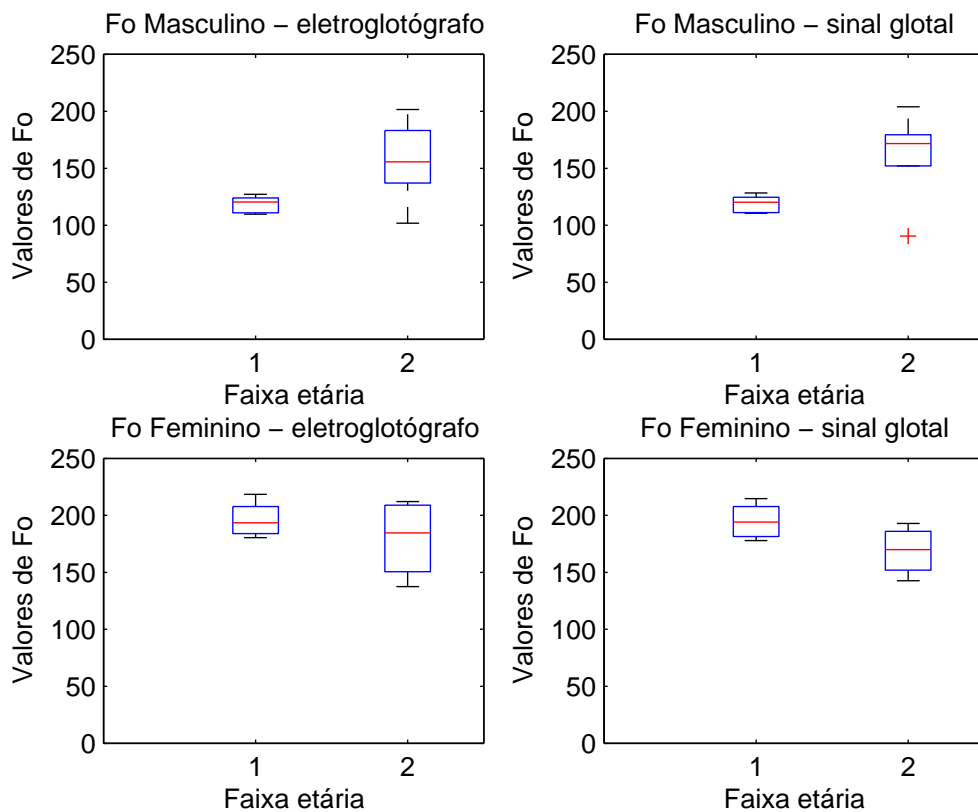 Fo Masculino – eletroglotógrafo
250
200
150
100
50
0
Valores de Fo
1 2
Faixa etária
Fo Masculino – sinal glotal
250
200
150
100
50
0
Valores de Fo
1 2
Faixa etária
Fo Feminino – eletroglotógrafo
250
200
150
100
50
0
Valores de Fo
1 2
Faixa etária
Fo Feminino – sinal glotal
250
200
150
100
50
0
Valores de Fo
1 2
Faixa etária